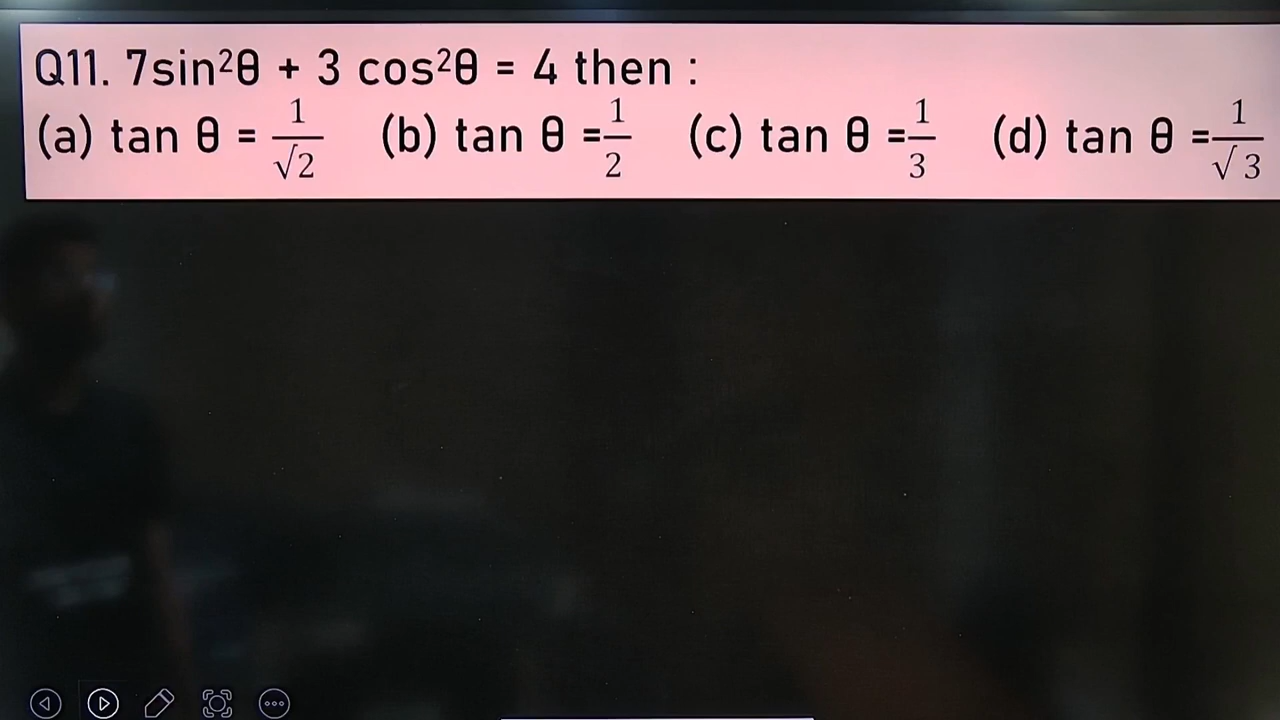 Q11. 7sin²θ + 3 cos²θ = 4 then :
(a) tan θ = 1/√2 (b) tan θ =1/2 (c) tan θ =1/3 (d) tan θ =1/√3